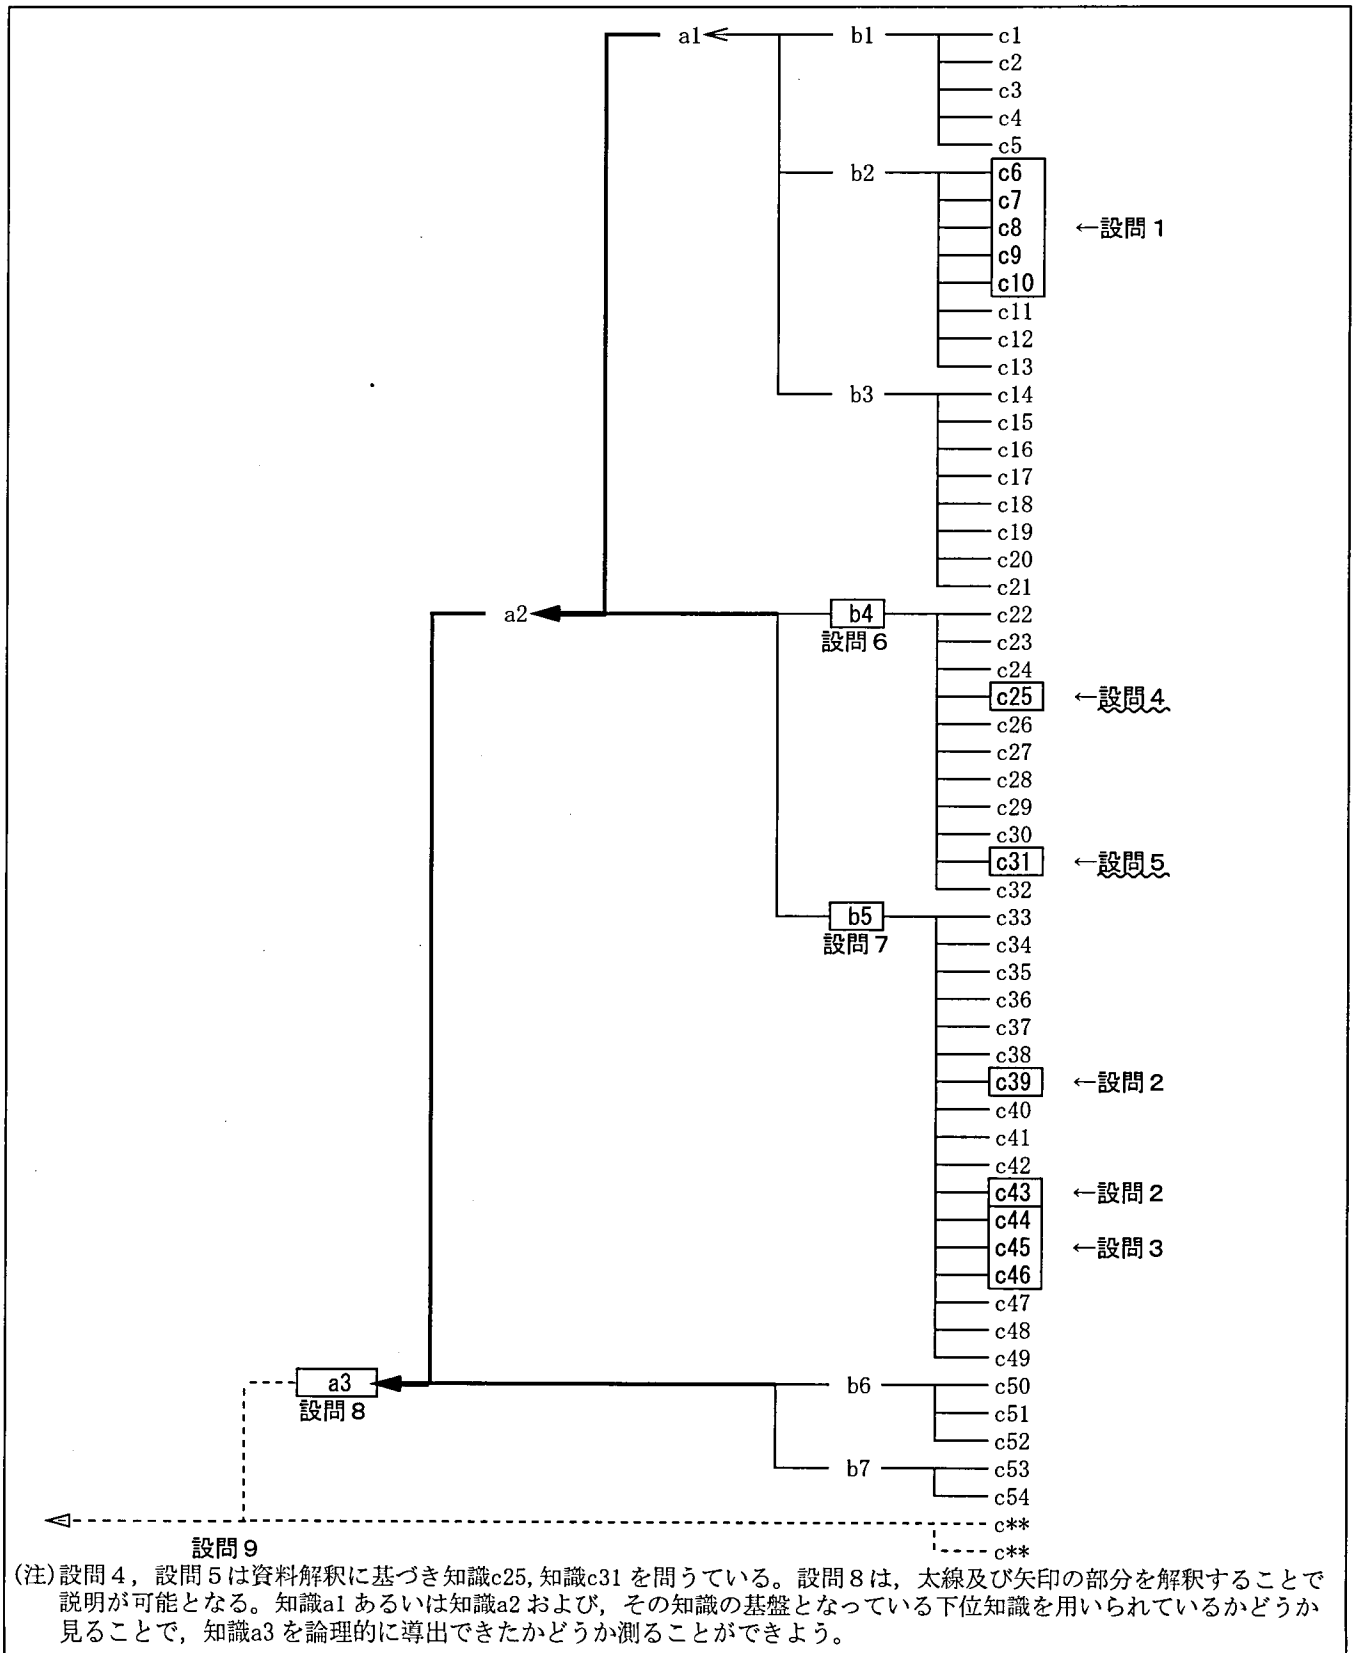 a1 b1 c1
c2
c3
c4
c5
b2 c6
c7
c8 ←設問1
c9
c10
c11
c12
c13
b3 c14
c15
c16
c17
c18
c19
c20
c21
a2 b4 c22
設問6 c23
c24
c25 ←設問4
c26
c27
c28
c29
c30
c31 ←設問5
c32
b5 c33
設問7 c34
c35
c36
c37
c38
c39 ←設問2
c40
c41
c42
c43 ←設問2
c44
c45 ←設問3
c46
c47
c48
c49
a3 b6 c50
設問8 c51
c52
b7 c53
c54
c**
設問9 c**
(注)設問4，設問5は資料解釈に基づき知識c25,知識c31を問うている。設問8は，太線及び矢印の部分を解釈することで
説明が可能となる。知識a1あるいは知識a2および，その知識の基盤となっている下位知識を用いられているかどうか
見ることで，知識a3を論理的に導出できたかどうか測ることができよう。